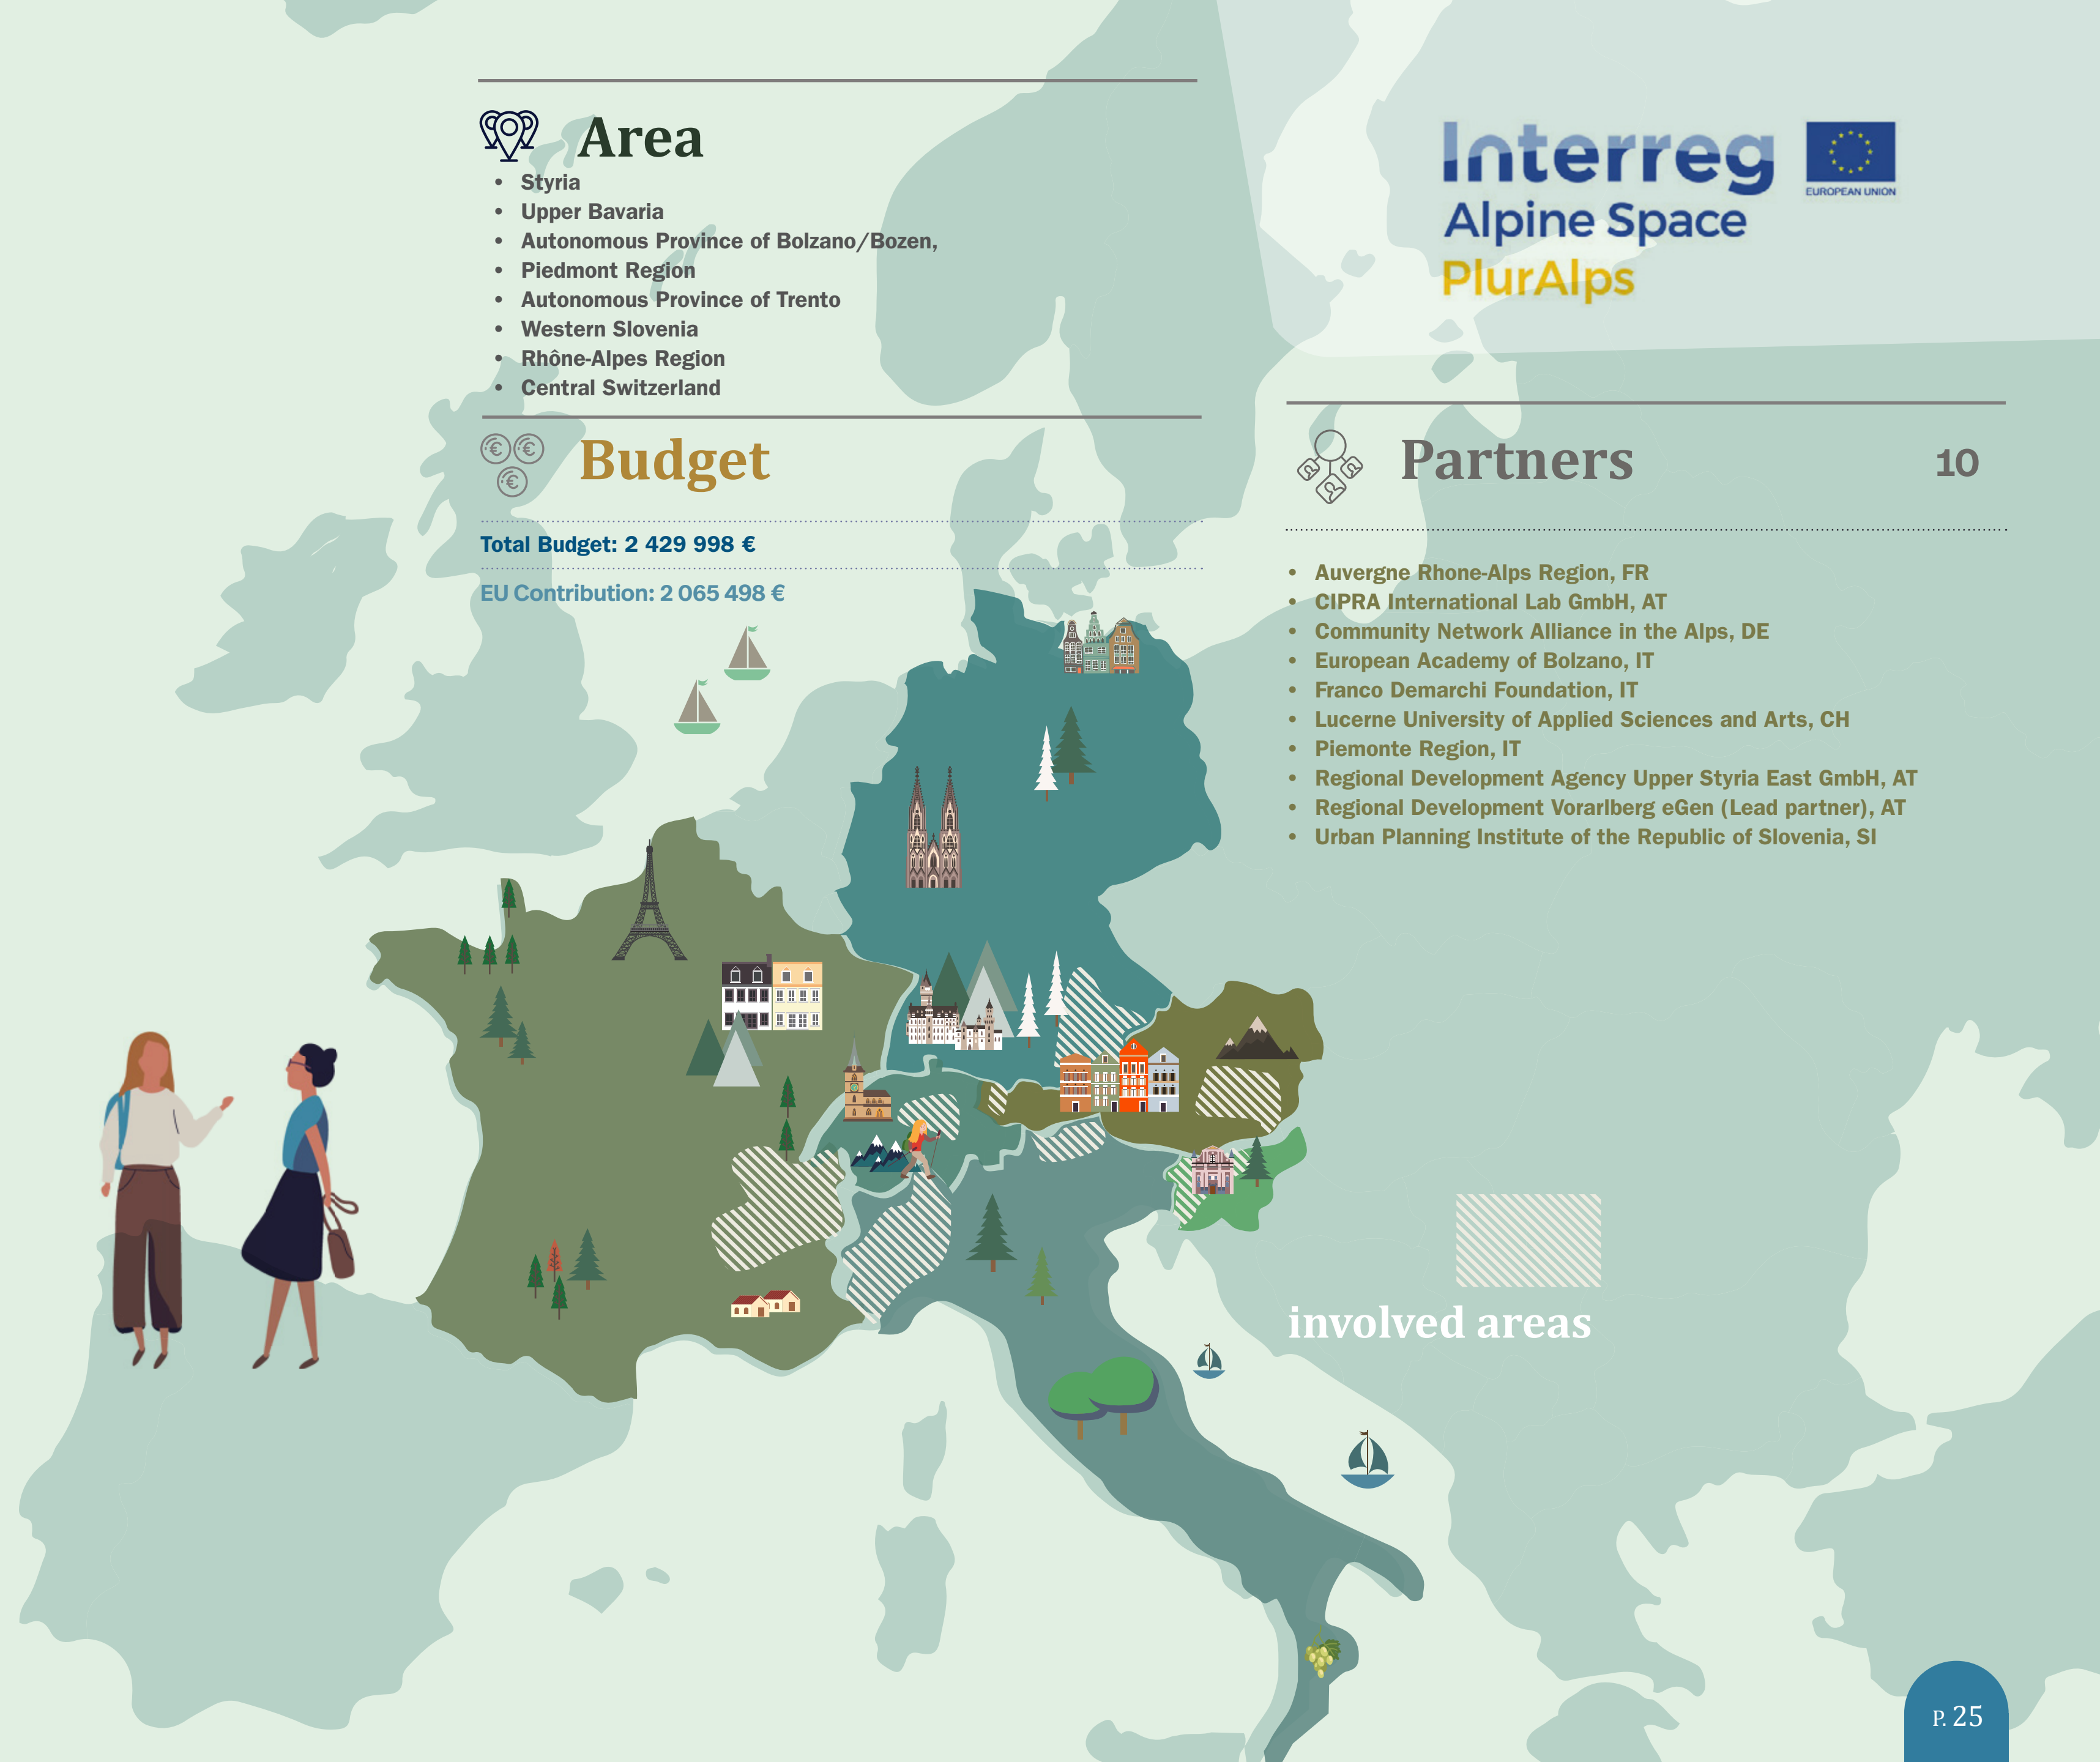 Area
• Styria
• Upper Bavaria
• Autonomous Province of Bolzano/Bozen,
• Piedmont Region
• Autonomous Province of Trento
• Western Slovenia
• Rhône-Alpes Region
• Central Switzerland
Budget
Total Budget: 2 429 998 €
EU Contribution: 2 065 498 €
Interreg
EUROPEAN UNION
Alpine Space
PlurAlps
Partners 10
• Auvergne Rhone-Alps Region, FR
• CIPRA International Lab GmbH, AT
• Community Network Alliance in the Alps, DE
• European Academy of Bolzano, IT
• Franco Demarchi Foundation, IT
• Lucerne University of Applied Sciences and Arts, CH
• Piemonte Region, IT
• Regional Development Agency Upper Styria East GmbH, AT
• Regional Development Vorarlberg eGen (Lead partner), AT
• Urban Planning Institute of the Republic of Slovenia, SI
involved areas
P. 25